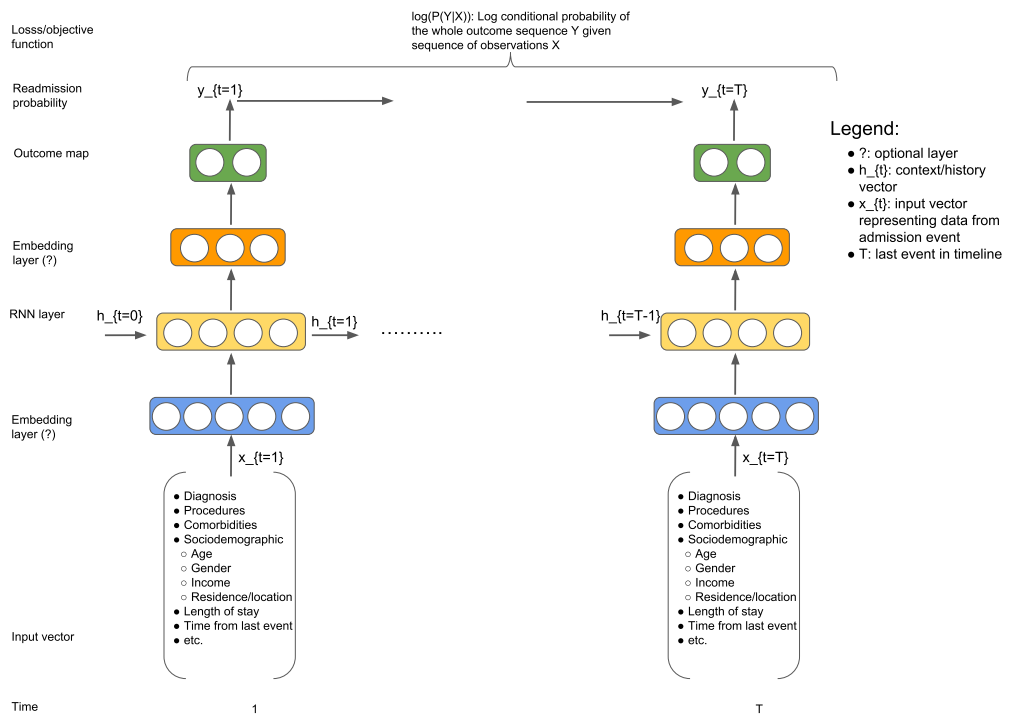 Losss/objective
function
log(P(Y|X)): Log conditional probability of
the whole outcome sequence Y given
sequence of observations X
Readmission
probability
y_{t=1}
y_{t=T}
Outcome map
Legend:
● ?: optional layer
● h_{t}: context/history
vector
● x_{t}: input vector
representing data from
admission event
● T: last event in timeline
Embedding
layer (?)
RNN layer
h_{t=0}
h_{t=1}
..........
h_{t=T-1}
Embedding
layer (?)
x_{t=1}
x_{t=T}
● Diagnosis
● Procedures
● Comorbidities
● Sociodemographic
○ Age
○ Gender
○ Income
○ Residence/location
● Length of stay
● Time from last event
● etc.
● Diagnosis
● Procedures
● Comorbidities
● Sociodemographic
○ Age
○ Gender
○ Income
○ Residence/location
● Length of stay
● Time from last event
● etc.
Input vector
Time
1
T